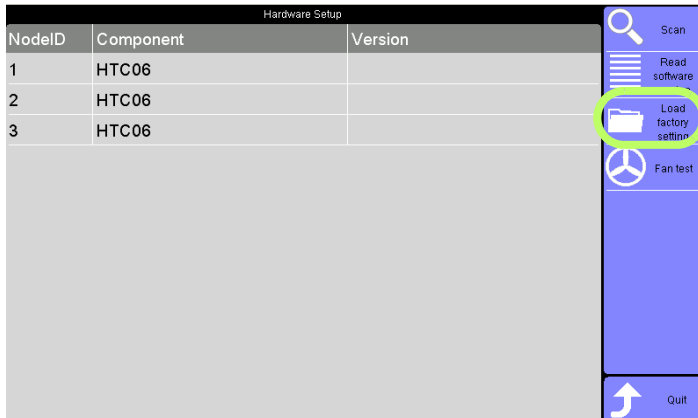 Hardware Setup
NodeID Component Version
1 HTC06
2 HTC06
3 HTC06
Scan
Read
software
Load
factory
setting
Fan test
Quit